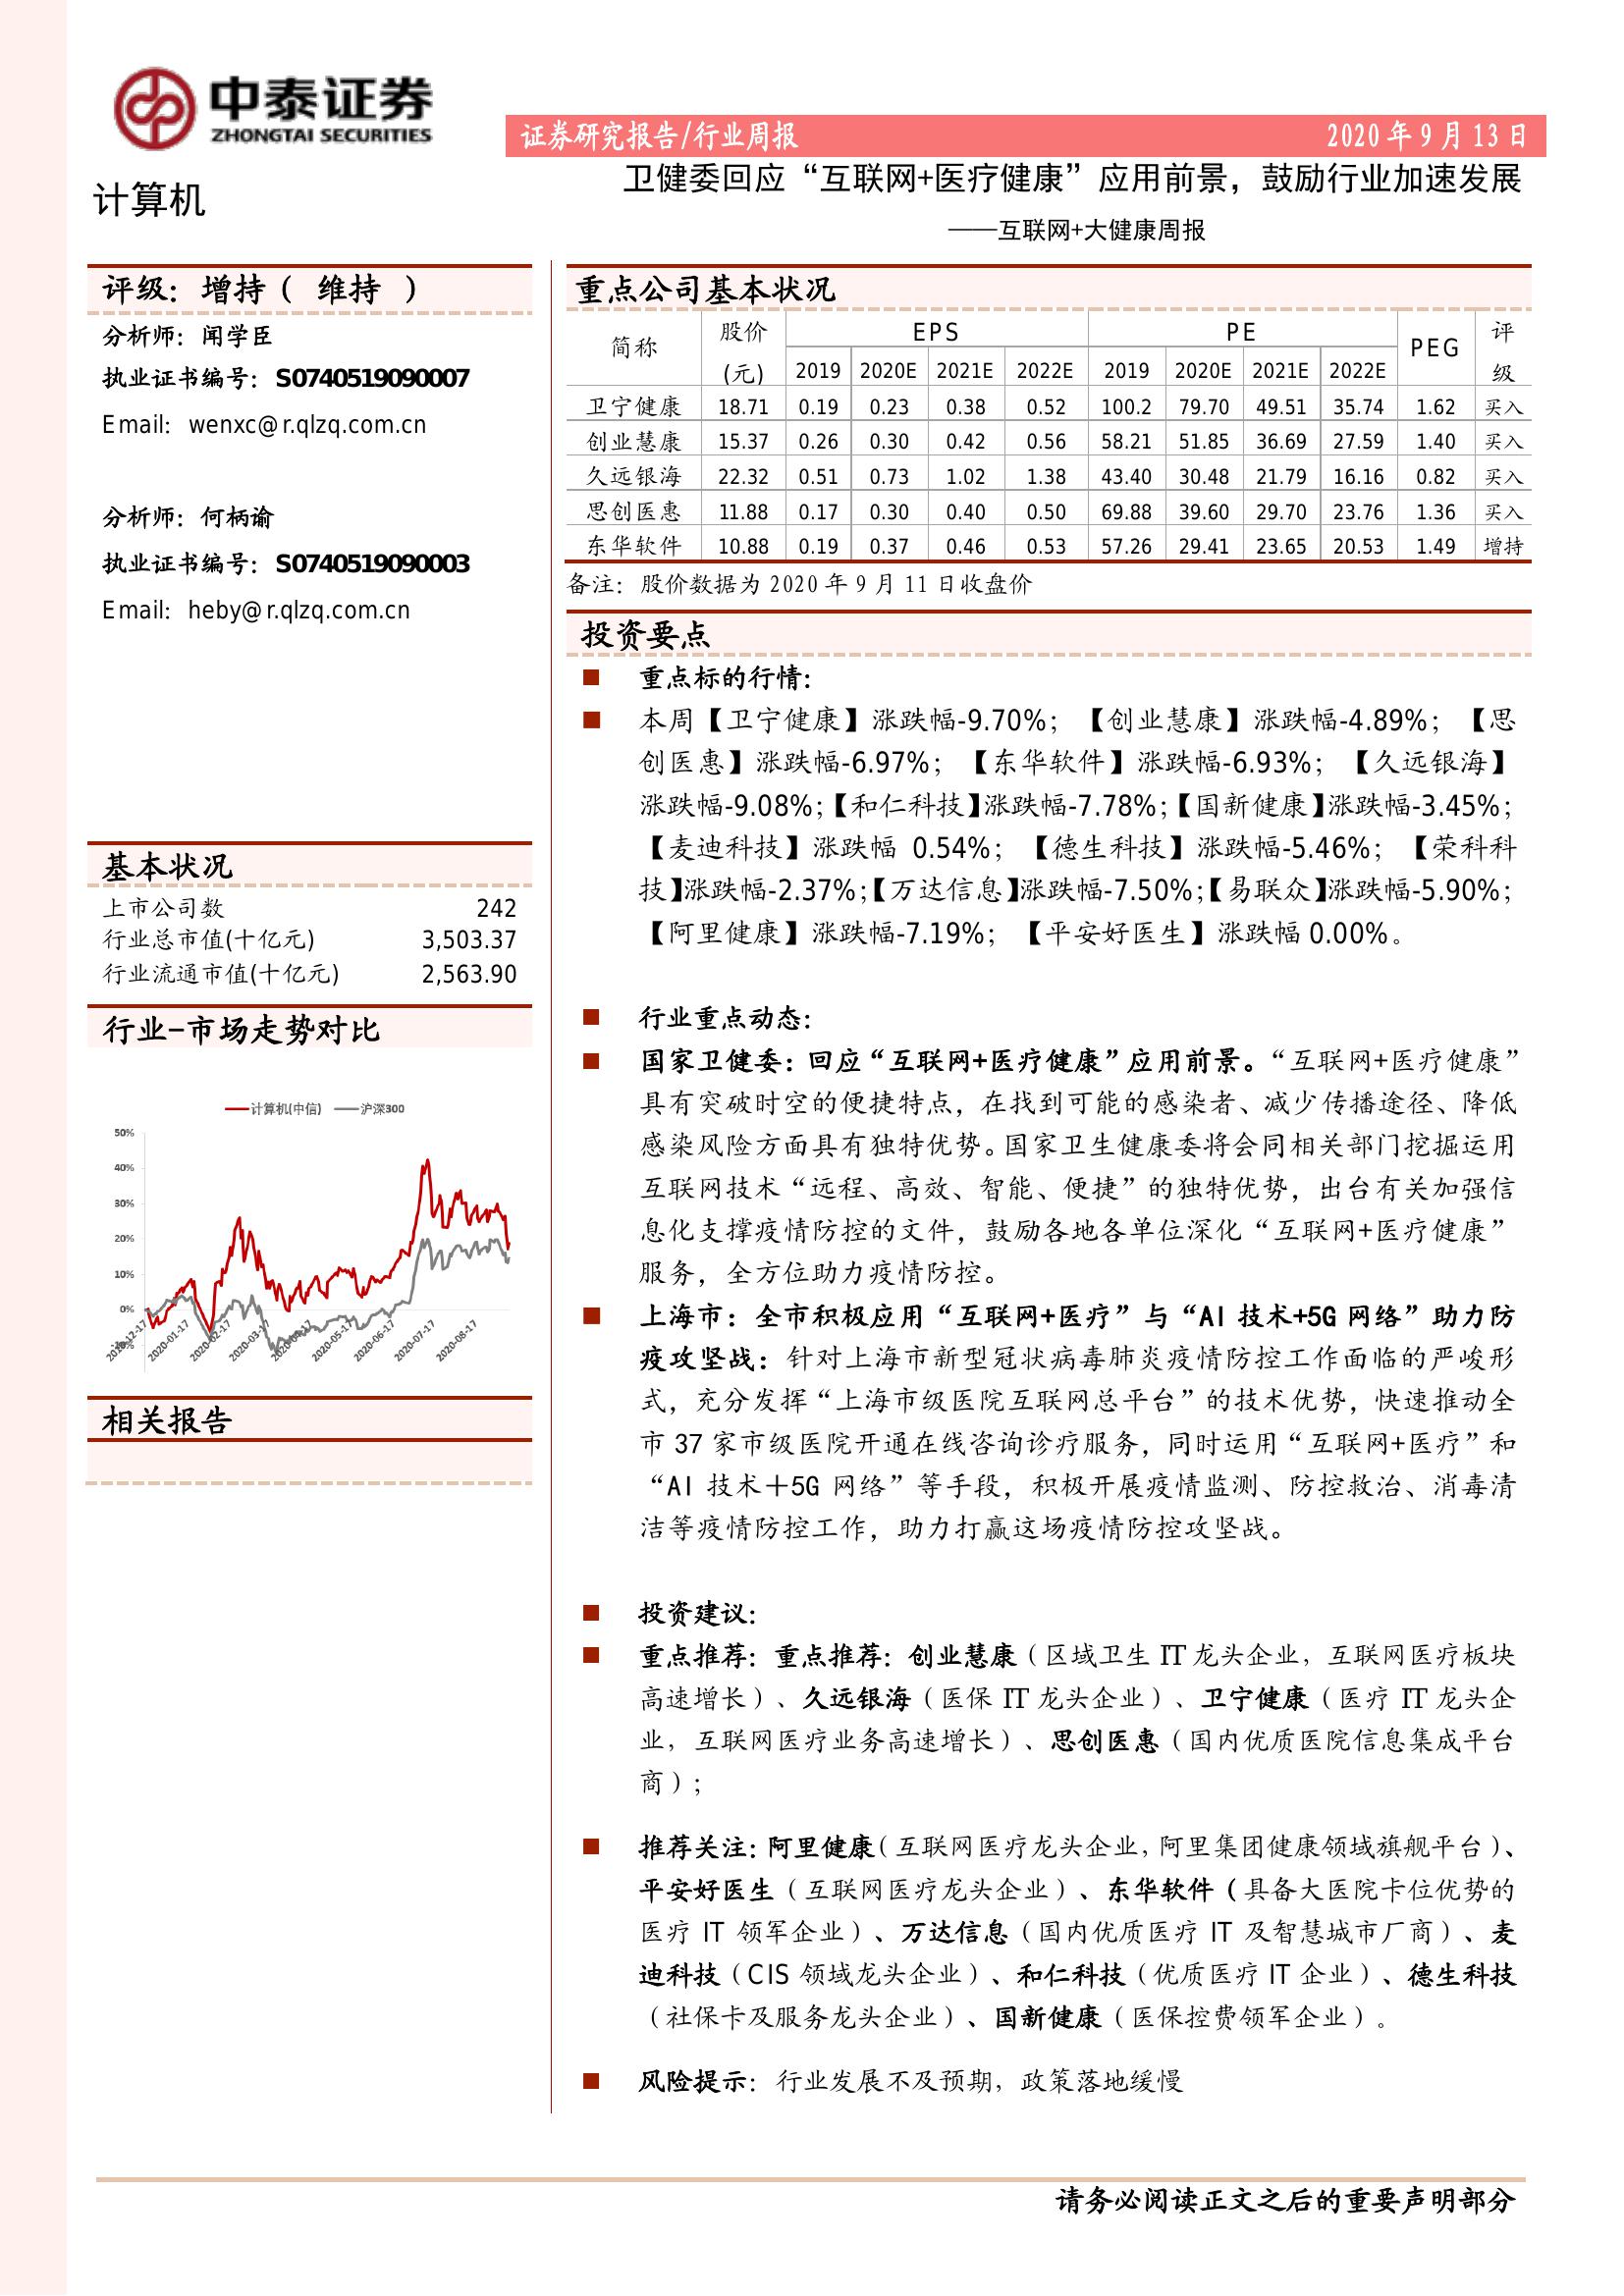 中泰证券
ZHONGTAI SECURITIES
证券研究报告/行业周报 2020年9月13日
计算机
卫健委回应“互联网+医疗健康”应用前景，鼓励行业加速发展
——互联网+大健康周报
评级：增持（ 维持 ）
分析师：闻学臣
执业证书编号：S0740519090007
Email：wenxc@r.qlzq.com.cn
分析师：何柄谕
执业证书编号：S0740519090003
Email：heby@r.qlzq.com.cn
基本状况
上市公司数 242
行业总市值(十亿元) 3,503.37
行业流通市值(十亿元) 2,563.90
行业-市场走势对比
计算机(中信) 沪深300
50%
40%
30%
20%
10%
0%
-10%
2019-12-17 2020-01-17 2020-02-17 2020-03-17 2020-04-17 2020-05-17 2020-06-17 2020-07-17 2020-08-17
相关报告
重点公司基本状况
简称 股价(元) EPS PE PEG 评级
2019 2020E 2021E 2022E 2019 2020E 2021E 2022E
卫宁健康 18.71 0.19 0.23 0.38 0.52 100.2 79.70 49.51 35.74 1.62 买入
创业慧康 15.37 0.26 0.30 0.42 0.56 58.21 51.85 36.69 27.59 1.40 买入
久远银海 22.32 0.51 0.73 1.02 1.38 43.40 30.48 21.79 16.16 0.82 买入
思创医惠 11.88 0.17 0.30 0.40 0.50 69.88 39.60 29.70 23.76 1.36 买入
东华软件 10.88 0.19 0.37 0.46 0.53 57.26 29.41 23.65 20.53 1.49 增持
备注：股价数据为2020年9月11日收盘价
投资要点
重点标的行情：
本周【卫宁健康】涨跌幅-9.70%；【创业慧康】涨跌幅-4.89%；【思
创医惠】涨跌幅-6.97%；【东华软件】涨跌幅-6.93%；【久远银海】
涨跌幅-9.08%；【和仁科技】涨跌幅-7.78%；【国新健康】涨跌幅-3.45%；
【麦迪科技】涨跌幅 0.54%；【德生科技】涨跌幅-5.46%；【荣科科
技】涨跌幅-2.37%；【万达信息】涨跌幅-7.50%；【易联众】涨跌幅-5.90%；
【阿里健康】涨跌幅-7.19%；【平安好医生】涨跌幅 0.00%。
行业重点动态：
国家卫健委：回应“互联网+医疗健康”应用前景。“互联网+医疗健康”
具有突破时空的便捷特点，在找到可能的感染者、减少传播途径、降低
感染风险方面具有独特优势。国家卫生健康委将会同相关部门挖掘运用
互联网技术“远程、高效、智能、便捷”的独特优势，出台有关加强信
息化支撑疫情防控的文件，鼓励各地各单位深化“互联网+医疗健康”
服务，全方位助力疫情防控。
上海市：全市积极应用“互联网+医疗”与“AI 技术+5G 网络”助力防
疫攻坚战：针对上海市新型冠状病毒肺炎疫情防控工作面临的严峻形
式，充分发挥“上海市级医院互联网总平台”的技术优势，快速推动全
市 37 家市级医院开通在线咨询诊疗服务，同时运用“互联网+医疗”和
“AI 技术＋5G 网络”等手段，积极开展疫情监测、防控救治、消毒清
洁等疫情防控工作，助力打赢这场疫情防控攻坚战。
投资建议：
重点推荐：重点推荐：创业慧康（区域卫生 IT 龙头企业，互联网医疗板块
高速增长）、久远银海（医保 IT 龙头企业）、卫宁健康（医疗 IT 龙头企
业，互联网医疗业务高速增长）、思创医惠（国内优质医院信息集成平台
商）；
推荐关注：阿里健康（互联网医疗龙头企业，阿里集团健康领域旗舰平台）、
平安好医生（互联网医疗龙头企业）、东华软件（具备大医院卡位优势的
医疗 IT 领军企业）、万达信息（国内优质医疗 IT 及智慧城市厂商）、麦
迪科技（CIS 领域龙头企业）、和仁科技（优质医疗 IT 企业）、德生科技
（社保卡及服务龙头企业）、国新健康（医保控费领军企业）。
风险提示：行业发展不及预期，政策落地缓慢
请务必阅读正文之后的重要声明部分